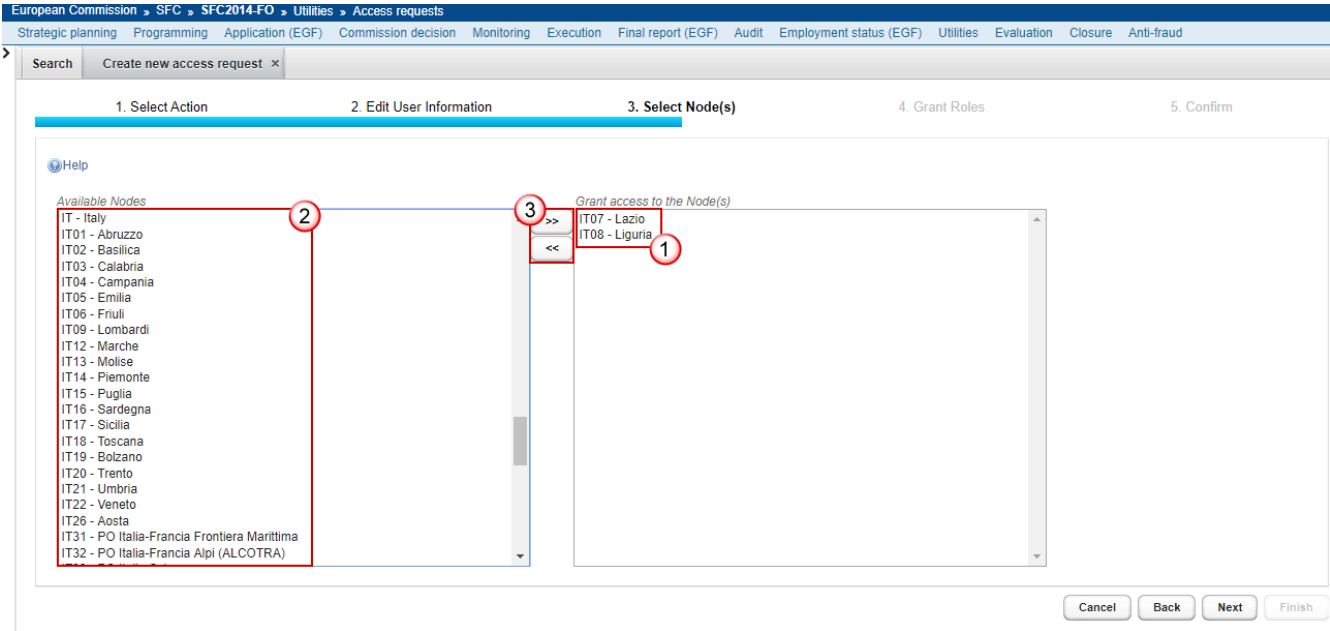 European Commission » SFC » SFC2014-FO » Utilities » Access requests
Strategic planning Programming Application (EGF) Commission decision Monitoring Execution Final report (EGF) Audit Employment status (EGF) Utilities Evaluation Closure Anti-fraud
Search Create new access request ×
1. Select Action 2. Edit User Information 3. Select Node(s) 4. Grant Roles 5. Confirm
Help
Available Nodes
IT - Italy
IT01 - Abruzzo
IT02 - Basilica
IT03 - Calabria
IT04 - Campania
IT05 - Emilia
IT06 - Friuli
IT09 - Lombardi
IT12 - Marche
IT13 - Molise
IT14 - Piemonte
IT15 - Puglia
IT16 - Sardegna
IT17 - Sicilia
IT18 - Toscana
IT19 - Bolzano
IT20 - Trento
IT21 - Umbria
IT22 - Veneto
IT26 - Aosta
IT31 - PO Italia-Francia Frontiera Marittima
IT32 - PO Italia-Francia Alpi (ALCOTRA)
2
3
>>
<<
Grant access to the Node(s)
IT07 - Lazio
IT08 - Liguria
1
Cancel Back Next Finish